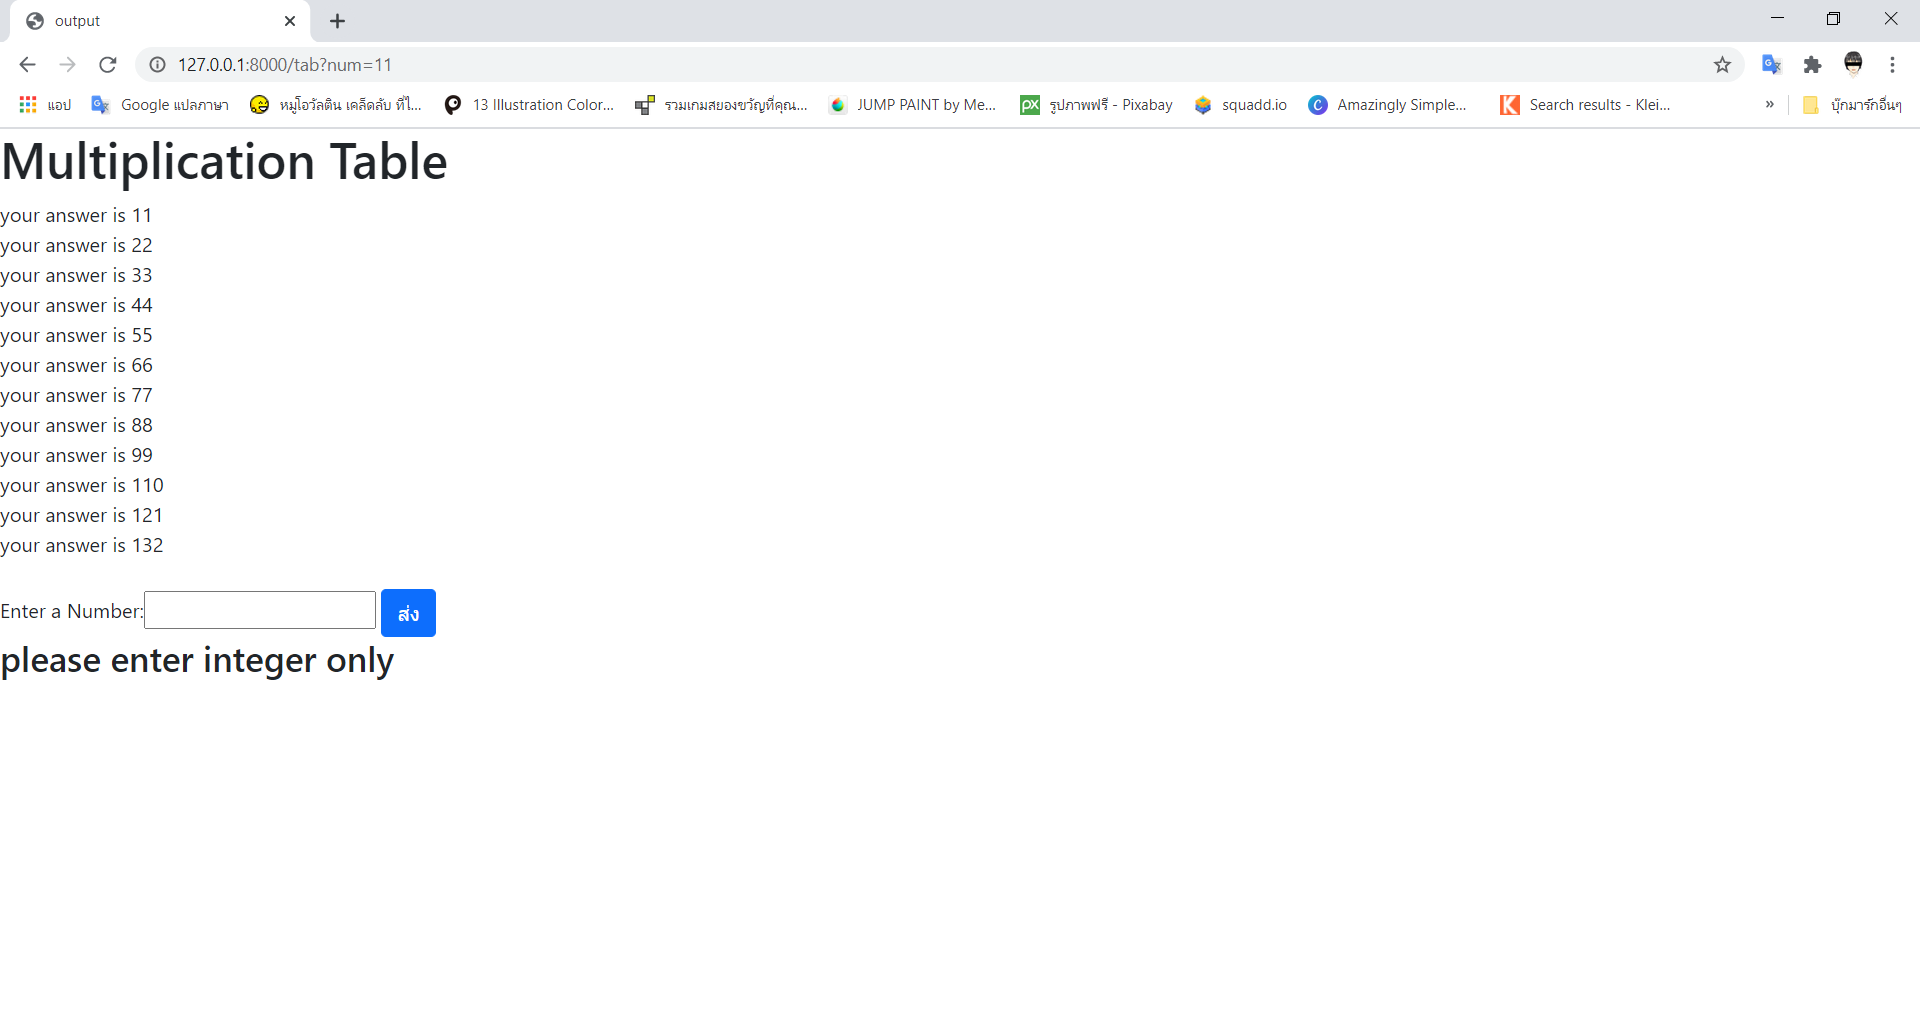 output
127.0.0.1:8000/tab?num=11
แอป Google แปลภาษา หมูโอวัลติน เคล็ดลับ ที่ไ... 13 Illustration Color... รวมเกมสยองขวัญที่คุณ... JUMP PAINT by Me... รูปภาพฟรี - Pixabay squadd.io Amazingly Simple... Search results - Klei... » บุ๊กมาร์กอื่นๆ
Multiplication Table
your answer is 11
your answer is 22
your answer is 33
your answer is 44
your answer is 55
your answer is 66
your answer is 77
your answer is 88
your answer is 99
your answer is 110
your answer is 121
your answer is 132
Enter a Number: ส่ง
please enter integer only